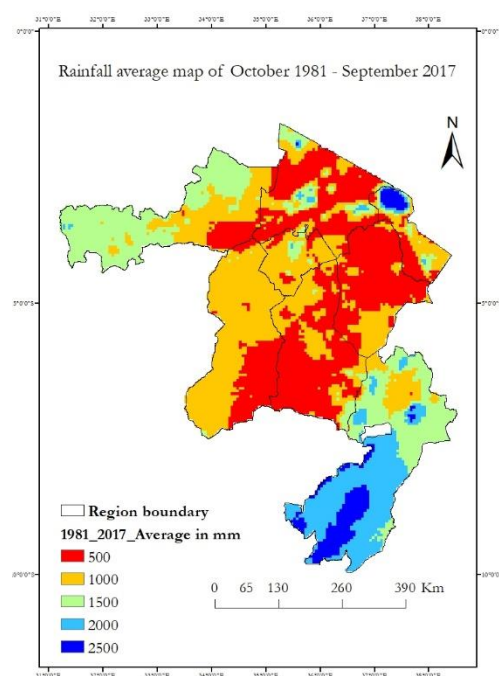 Rainfall average map of October 1981 - September 2017
N
Region boundary
1981_2017_Average in mm
500
1000
1500
2000
2500
0 65 130 260 390 Km